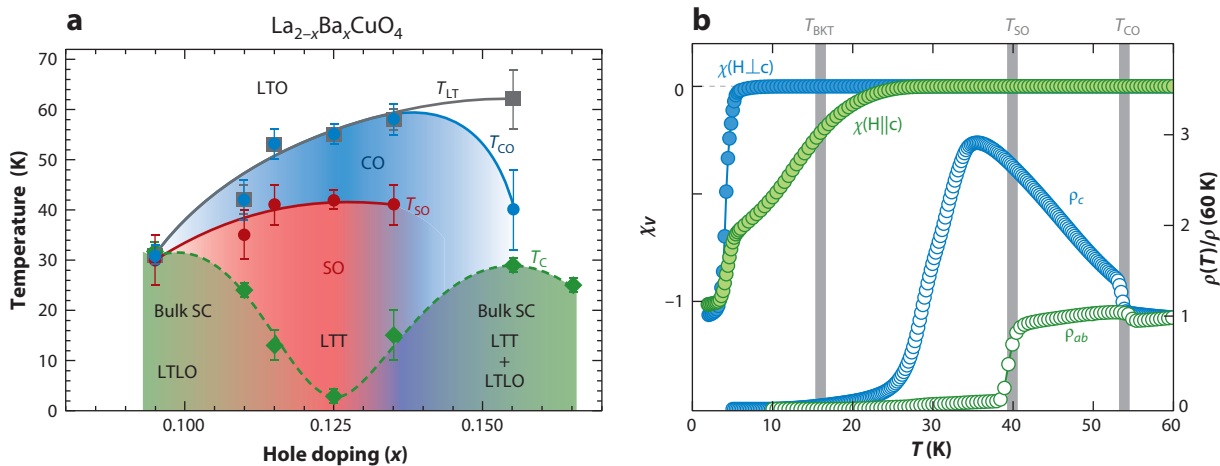 a
La2−xBaxCuO4
70
60
50
40
30
20
10
0
Temperature (K)
LTO
TLT
CO
TCO
TSO
SO
TC
Bulk SC
LTLO
LTT
Bulk SC
LTT
+
LTLO
0.100
0.125
0.150
Hole doping (x)
b
TBKT
TSO
TCO
χ(H⊥c)
χ(H||c)
ρc
ρab
0
−1
χv
3
2
1
0
ρ(T)/ρ (60 K)
0
10
20
30
40
50
60
T (K)